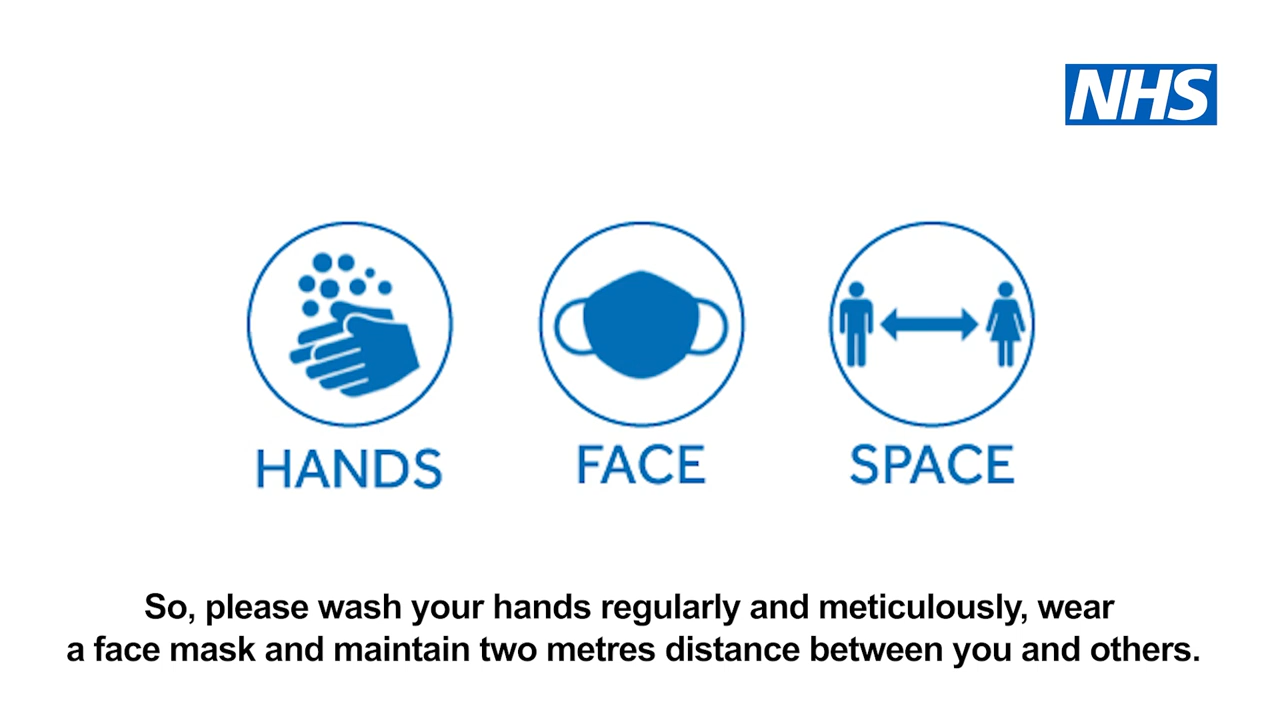 NHS
HANDS
FACE
SPACE
So, please wash your hands regularly and meticulously, wear
a face mask and maintain two metres distance between you and others.